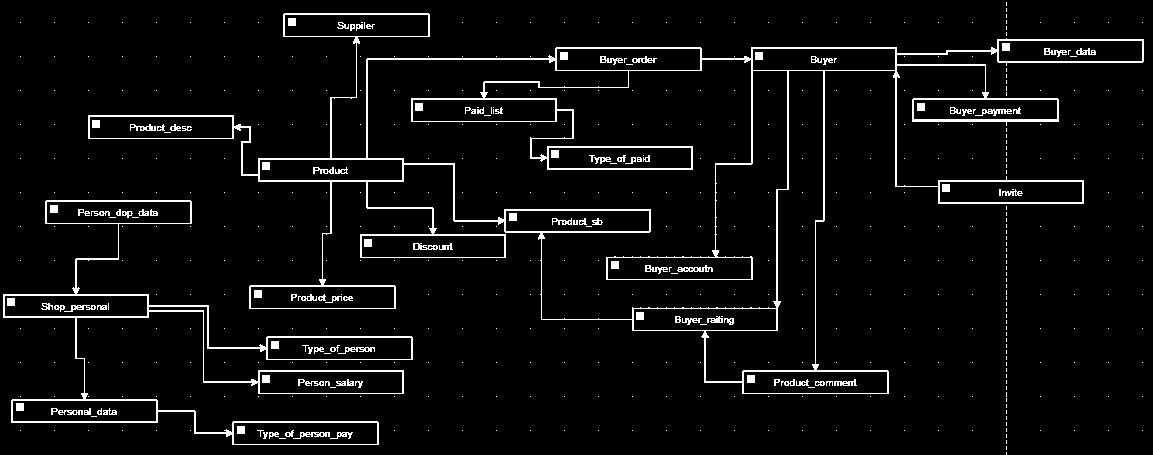 Suppiler
Buyer_order
Buyer
Buyer_data
Paid_list
Buyer_payment
Product_desc
Type_of_paid
Product
Invite
Person_dop_data
Product_sb
Discount
Buyer_accoutn
Product_price
Shop_personal
Buyer_raiting
Type_of_person
Person_salary
Product_comment
Personal_data
Type_of_person_pay